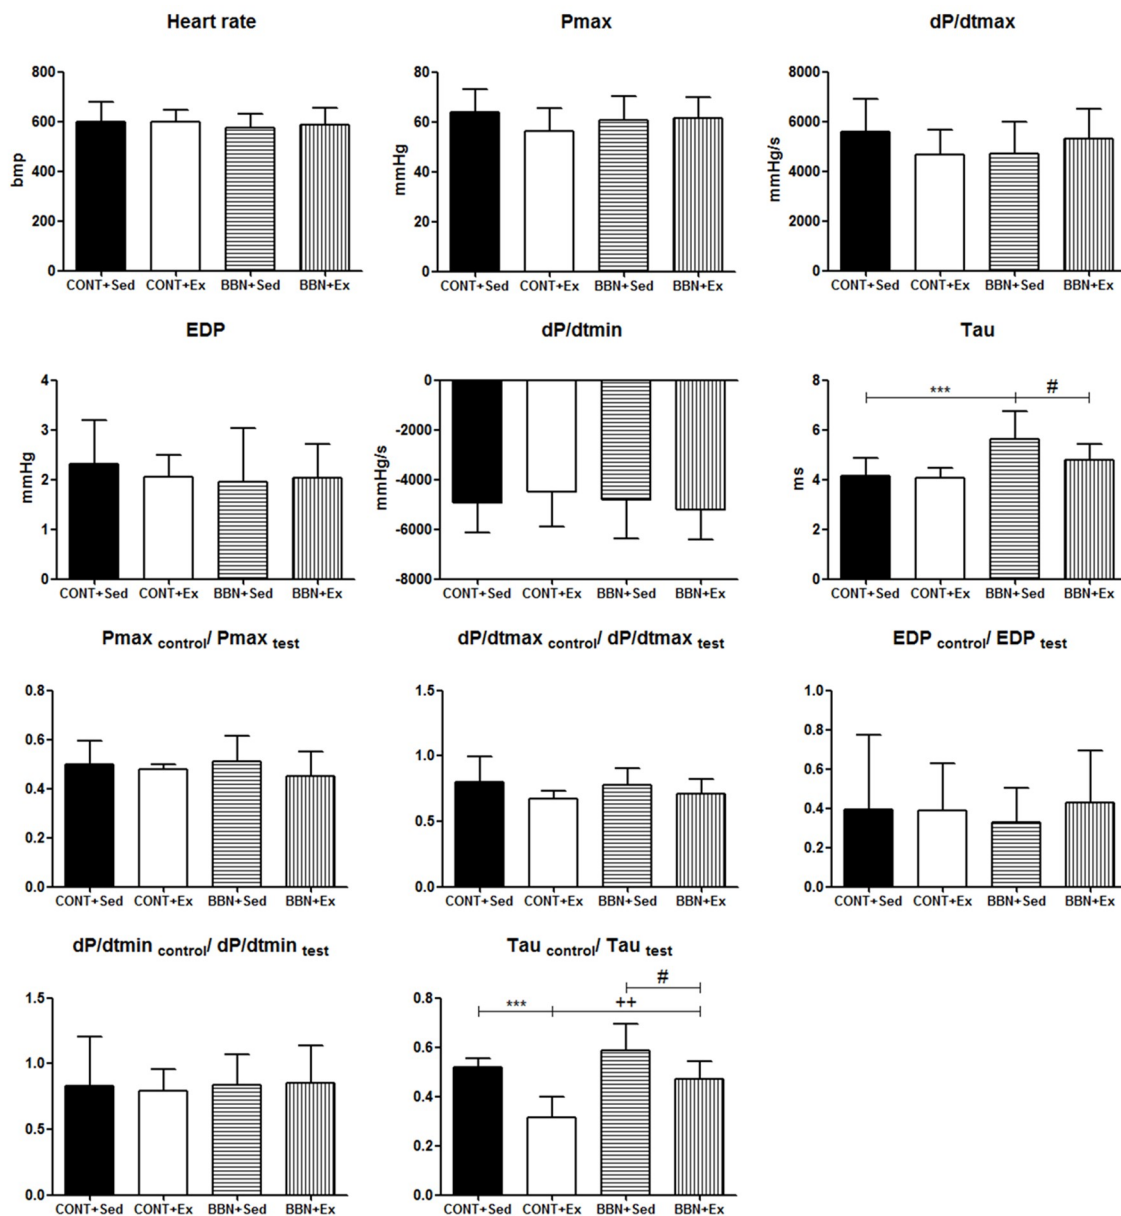 Heart rate
Pmax
dP/dtmax
800
600
400
200
0
bmp
CONT+Sed CONT+Ex BBN+Sed BBN+Ex
80
60
40
20
0
mmHg
CONT+Sed CONT+Ex BBN+Sed BBN+Ex
8000
6000
4000
2000
0
mmHg/s
CONT+Sed CONT+Ex BBN+Sed BBN+Ex
EDP
dP/dtmin
Tau
4
3
2
1
0
mmHg
CONT+Sed CONT+Ex BBN+Sed BBN+Ex
0
-2000
-4000
-6000
-8000
mmHg/s
CONT+Sed CONT+Ex BBN+Sed BBN+Ex
8
6
4
2
0
ms
*** #
CONT+Sed CONT+Ex BBN+Sed BBN+Ex
Pmax control/ Pmax test
dP/dtmax control/ dP/dtmax test
EDP control/ EDP test
0.8
0.6
0.4
0.2
0.0
CONT+Sed CONT+Ex BBN+Sed BBN+Ex
1.5
1.0
0.5
0.0
CONT+Sed CONT+Ex BBN+Sed BBN+Ex
1.0
0.8
0.6
0.4
0.2
0.0
CONT+Sed CONT+Ex BBN+Sed BBN+Ex
dP/dtmin control/ dP/dtmin test
Tau control/ Tau test
1.5
1.0
0.5
0.0
CONT+Sed CONT+Ex BBN+Sed BBN+Ex
0.8
0.6
0.4
0.2
0.0
#
*** ++
CONT+Sed CONT+Ex BBN+Sed BBN+Ex